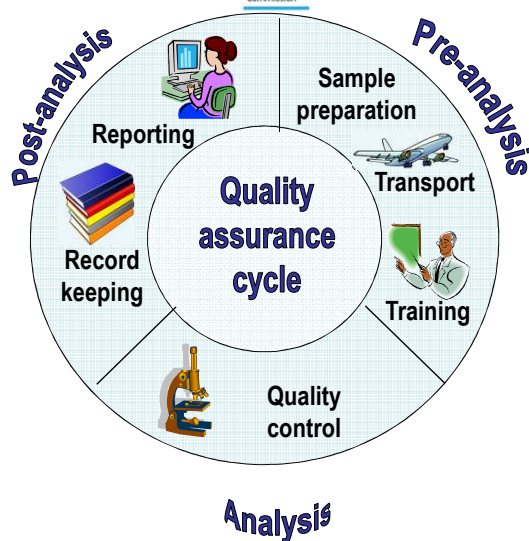 Post-analysis
Pre-analysis
Sample
preparation
Reporting
Transport
Quality
assurance
cycle
Record
keeping
Training
Quality
control
Analysis